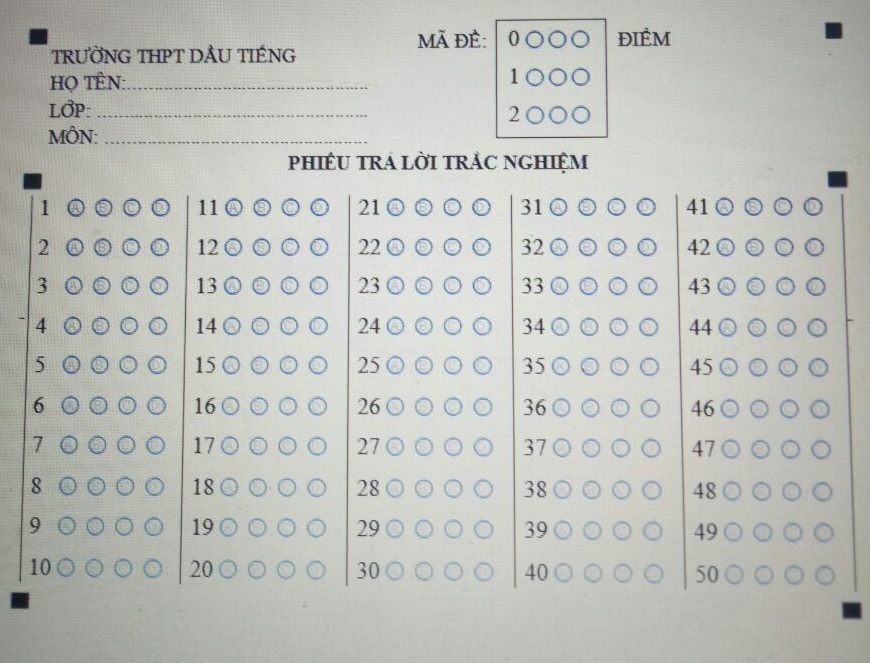 TRƯỜNG THPT DẦU TIẾNG
HỌ TÊN:
LỚP:
MÔN:
MÃ ĐỀ:
0
1
2
ĐIỂM
PHIẾU TRẢ LỜI TRẮC NGHIỆM
1 A B C D 11 A B C D 21 A B C D 31 A B C D 41 A B C D
2 A B C D 12 A B C D 22 A B C D 32 A B C D 42 A B C D
3 A B C D 13 A B C D 23 A B C D 33 A B C D 43 A B C D
4 A B C D 14 A B C D 24 A B C D 34 A B C D 44 A B C D
5 A B C D 15 A B C D 25 A B C D 35 A B C D 45 A B C D
6 16 26 36 46
7 17 27 37 47
8 18 28 38 48
9 19 29 39 49
10 20 30 40 50